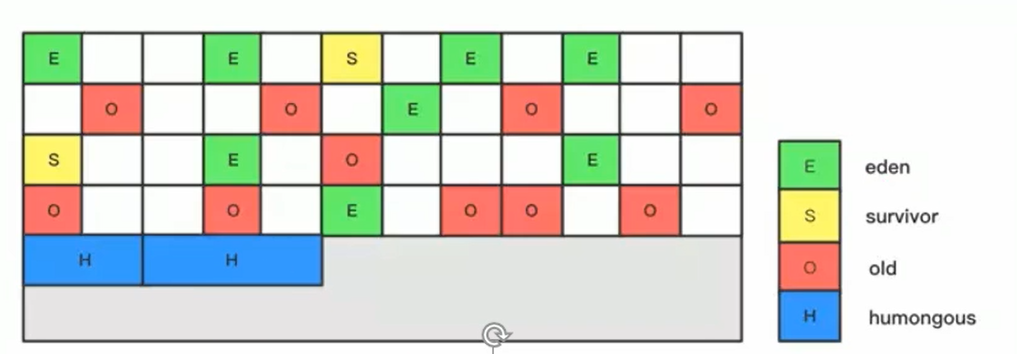 E E S E E
O O E O O
S E O E
O O E O O O
H H
E eden
S survivor
O old
H humongous